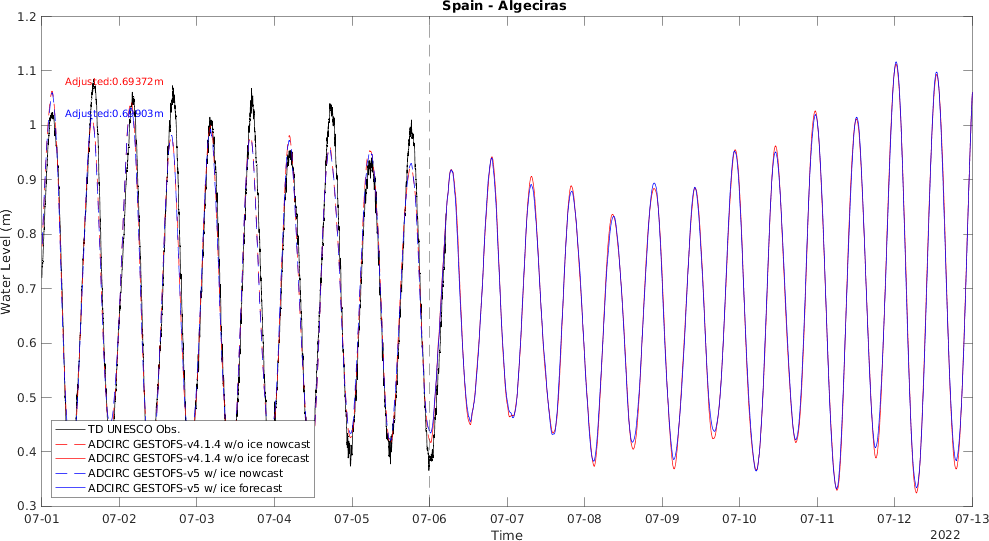 Spain - Algeciras
1.2
1.1
1
0.9
0.8
0.7
0.6
0.5
0.4
0.3
Water Level (m)
Adjusted:0.69372m
Adjusted:0.69903m
TD UNESCO Obs.
ADCIRC GESTOFS-v4.1.4 w/o ice nowcast
ADCIRC GESTOFS-v4.1.4 w/o ice forecast
ADCIRC GESTOFS-v5 w/ ice nowcast
ADCIRC GESTOFS-v5 w/ ice forecast
07-01 07-02 07-03 07-04 07-05 07-06 07-07 07-08 07-09 07-10 07-11 07-12 07-13
Time
2022